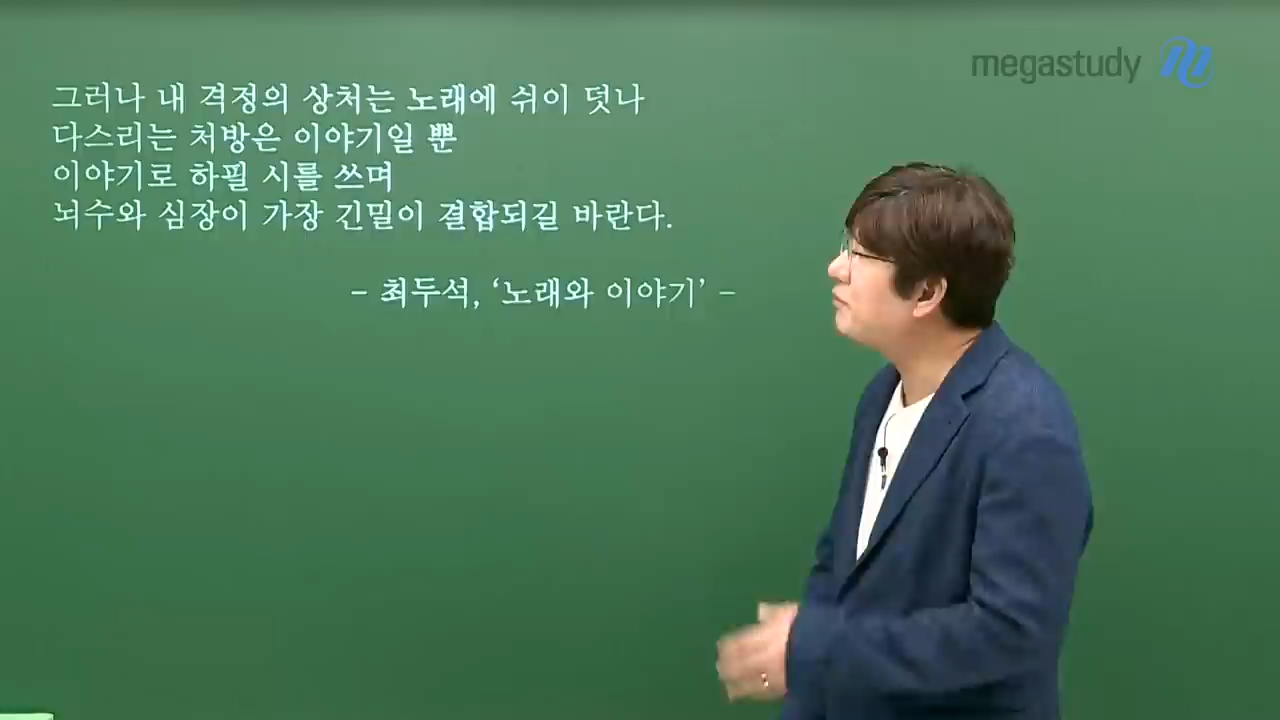 megastudy
그러나 내 격정의 상처는 노래에 쉬이 덧나
다스리는 처방은 이야기일 뿐
이야기로 하필 시를 쓰며
뇌수와 심장이 가장 긴밀히 결합되길 바란다.
– 최두석, ‘노래와 이야기’ –